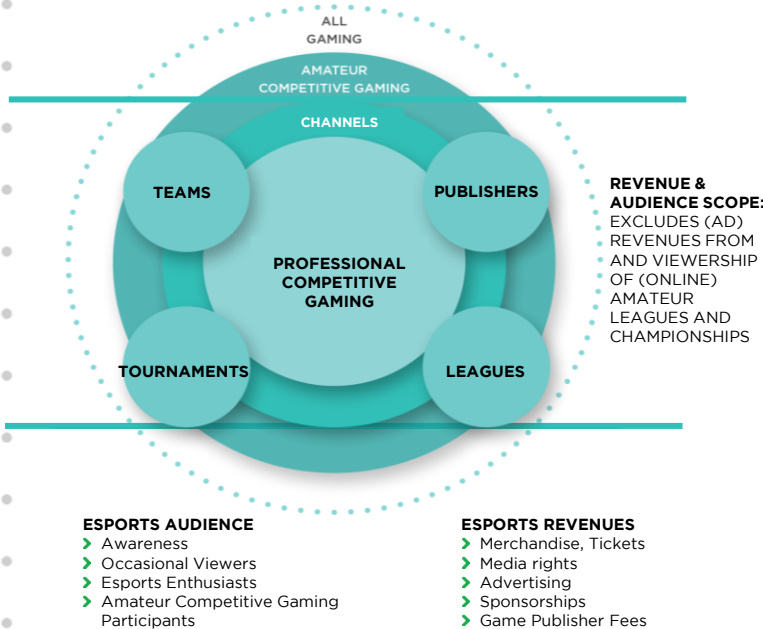 ALL
GAMING
AMATEUR
COMPETITIVE GAMING
CHANNELS
TEAMS
PUBLISHERS
PROFESSIONAL
COMPETITIVE
GAMING
TOURNAMENTS
LEAGUES
REVENUE &
AUDIENCE SCOPE:
EXCLUDES (AD)
REVENUES FROM
AND VIEWERSHIP
OF (ONLINE)
AMATEUR
LEAGUES AND
CHAMPIONSHIPS
ESPORTS AUDIENCE
Awareness
Occasional Viewers
Esports Enthusiasts
Amateur Competitive Gaming
Participants
ESPORTS REVENUES
Merchandise, Tickets
Media rights
Advertising
Sponsorships
Game Publisher Fees